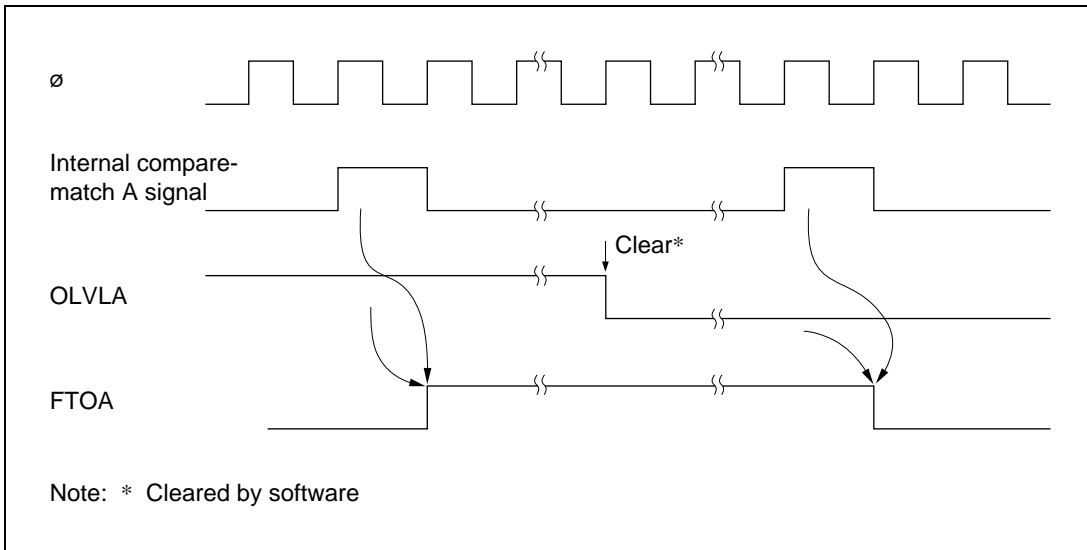 ø
Internal compare-
match A signal
Clear*
OLVLA
FTOA
Note: * Cleared by software